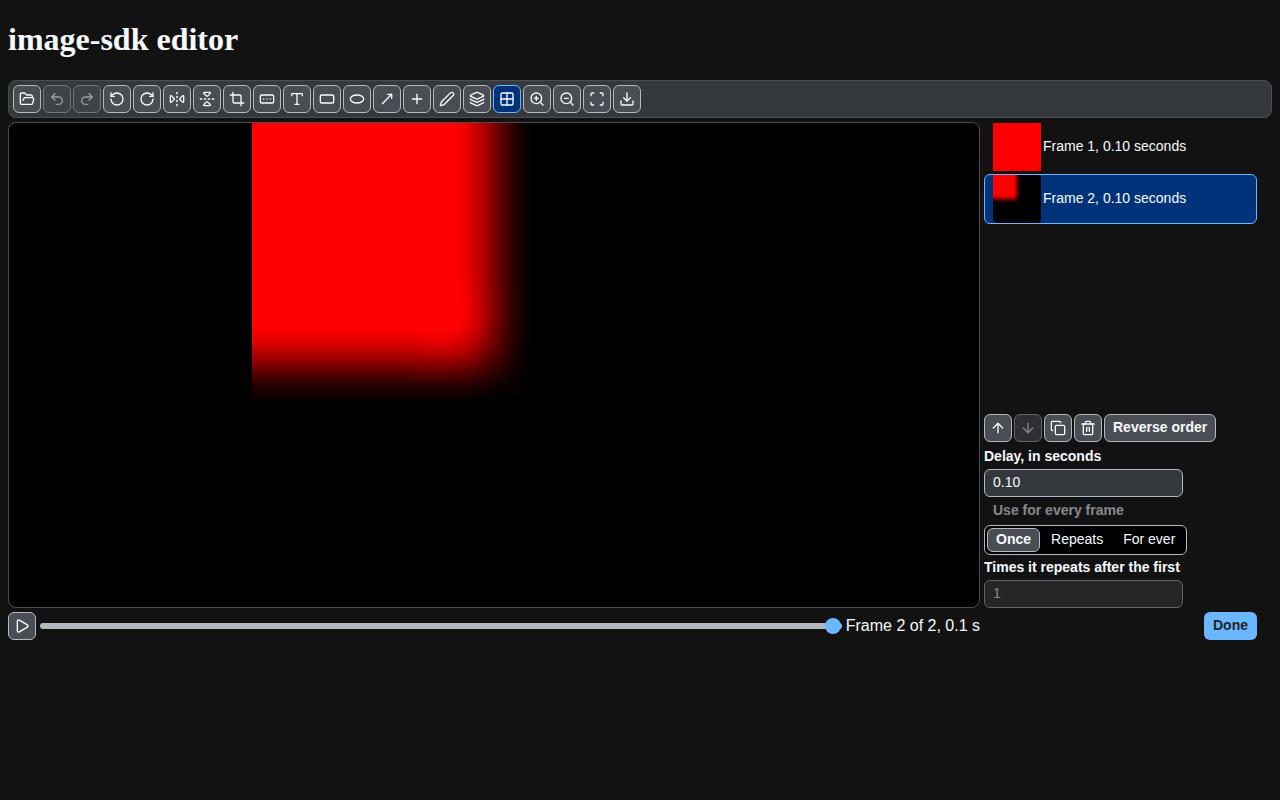 image-sdk editor
Frame 1, 0.10 seconds
Frame 2, 0.10 seconds
Reverse order
Delay, in seconds
0.10
Use for every frame
Once Repeats For ever
Times it repeats after the first
1
Frame 2 of 2, 0.1 s
Done